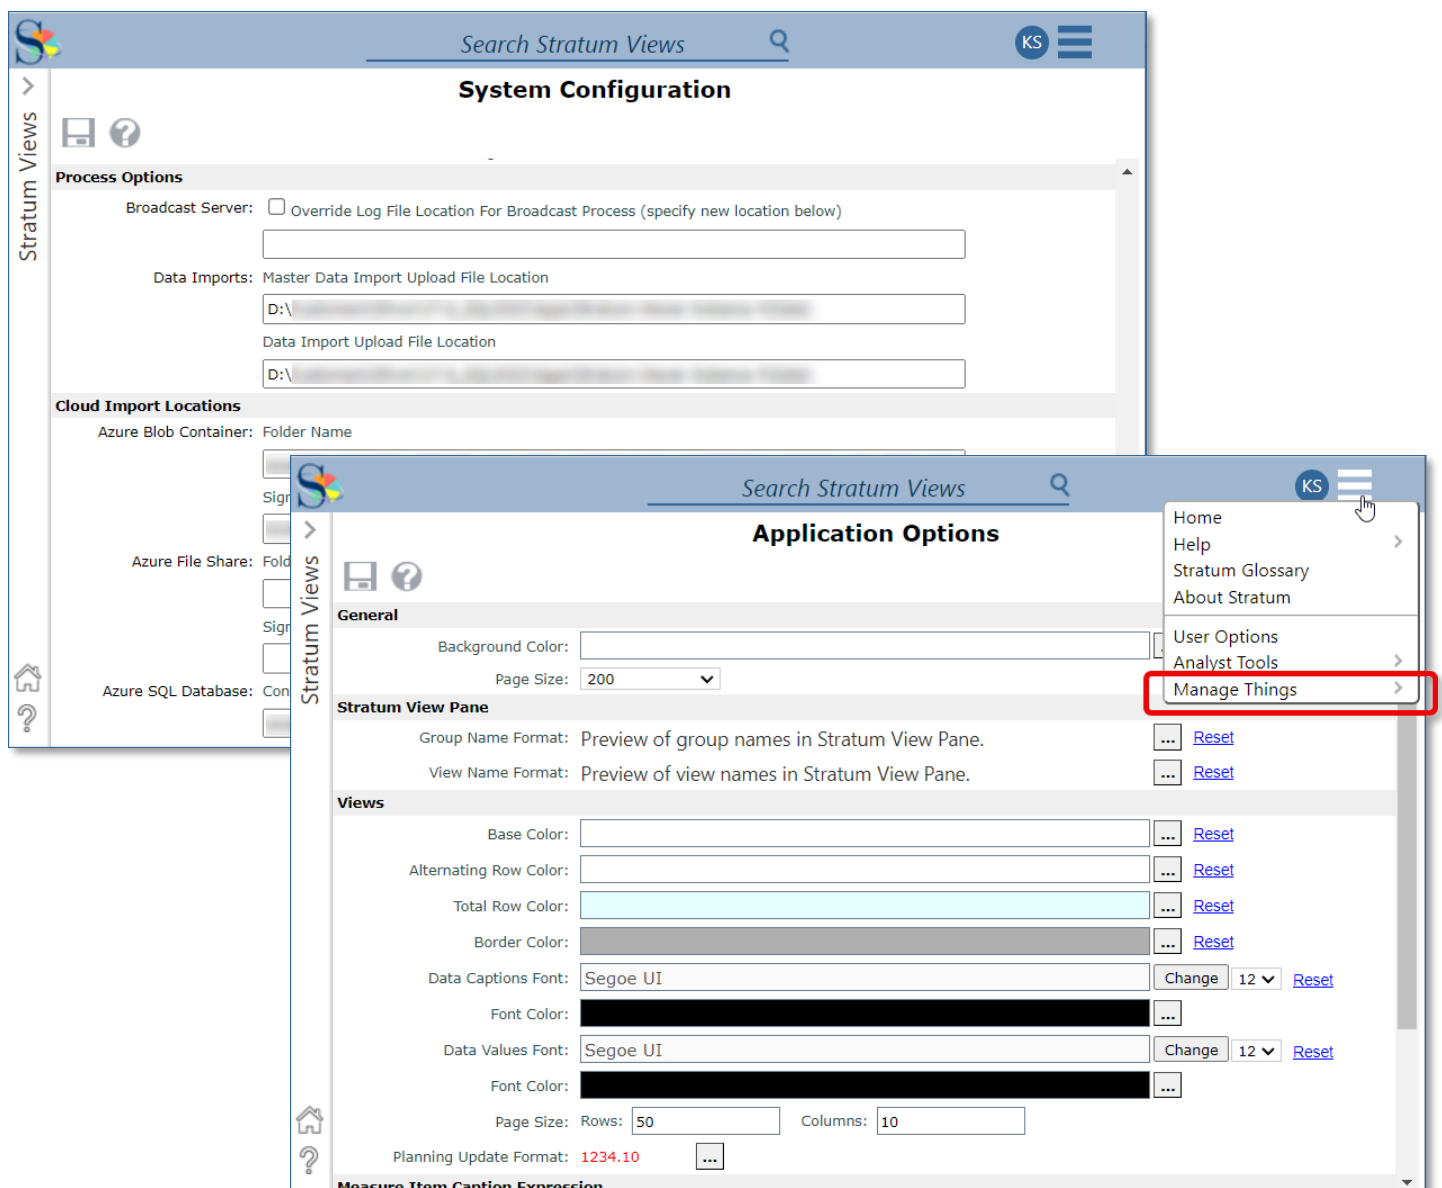 Search Stratum Views
KS
Stratum Views
System Configuration
Process Options
Broadcast Server: Override Log File Location For Broadcast Process (specify new location below)
Data Imports: Master Data Import Upload File Location
D:\
Data Import Upload File Location
D:\
Cloud Import Locations
Azure Blob Container: Folder Name
Sign
Azure File Share: Fold
Sign
Azure SQL Database: Con
Search Stratum Views
KS
Stratum Views
Application Options
Home
Help
Stratum Glossary
About Stratum
User Options
Analyst Tools
Manage Things
General
Background Color:
Page Size: 200
Stratum View Pane
Group Name Format: Preview of group names in Stratum View Pane. ... Reset
View Name Format: Preview of view names in Stratum View Pane. ... Reset
Views
Base Color: ... Reset
Alternating Row Color: ... Reset
Total Row Color: ... Reset
Border Color: ... Reset
Data Captions Font: Segoe UI Change 12 Reset
Font Color: ...
Data Values Font: Segoe UI Change 12 Reset
Font Color: ...
Page Size: Rows: 50 Columns: 10
Planning Update Format: 1234.10 ...
Measure Item Caption Expression